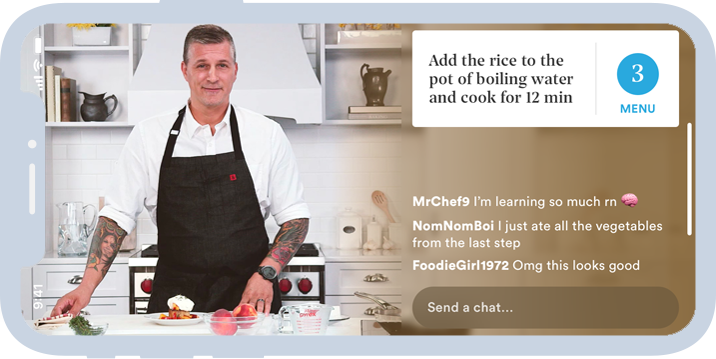 Add the rice to the
pot of boiling water
and cook for 12 min
3
MENU
MrChef9 I'm learning so much rn 🧠
NomNomBoi I just ate all the vegetables
from the last step
FoodieGirl1972 Omg this looks good
Send a chat...
9:41